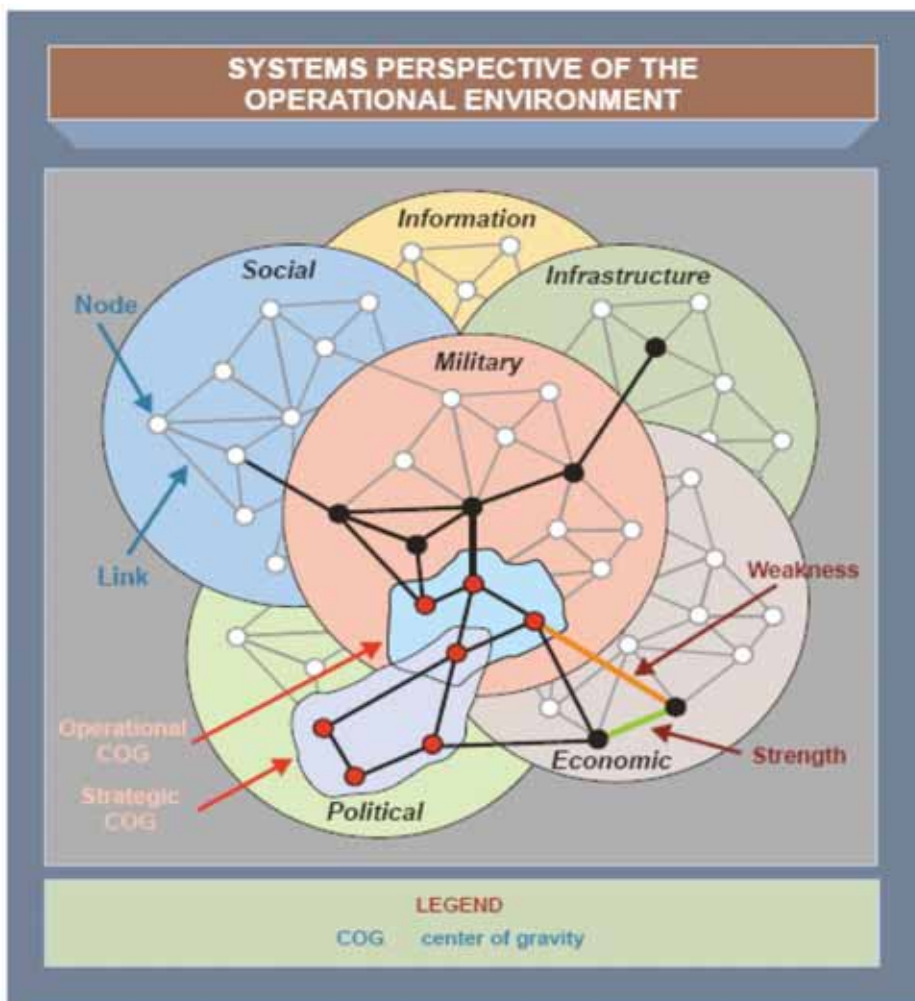 SYSTEMS PERSPECTIVE OF THE
OPERATIONAL ENVIRONMENT
Information
Social
Infrastructure
Node
Military
Link
Weakness
Operational
COG
Strength
Economic
Strategic
COG
Political
LEGEND
COG center of gravity